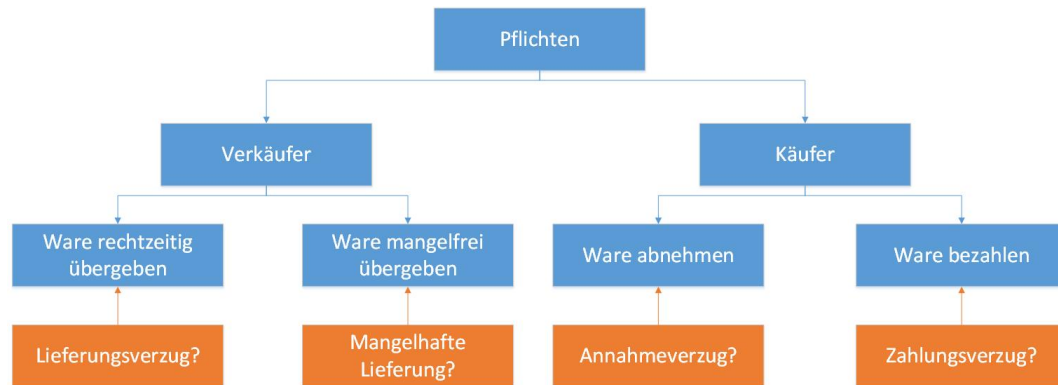 Pflichten
Verkäufer
Käufer
Ware rechtzeitig
übergeben
Ware mangelfrei
übergeben
Ware abnehmen
Ware bezahlen
Lieferungsverzug?
Mangelhafte
Lieferung?
Annahmeverzug?
Zahlungsverzug?